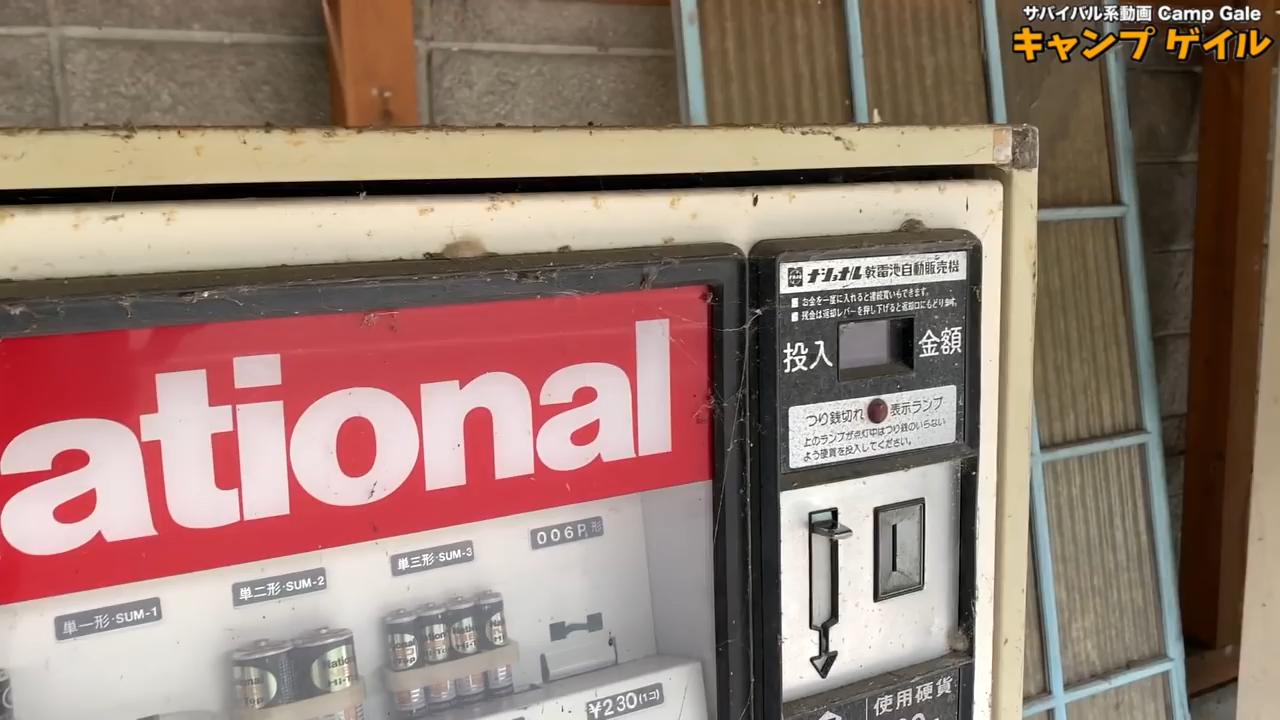 サバイバル系動画 Camp Gale
キャンプ ゲイル
ナショナル 乾電池自動販売機
お金を一度に入れると連続買いもできます。
残金は返却レバーを押し下げると返却口にもどります。
投入 金額
つり銭切れ 表示ランプ
上のランプが点灯中はつり銭のいらない
よう硬貨を投入してください。
ational
006P形
単三形・SUM-3
単二形・SUM-2
単一形・SUM-1
¥230(1コ)
使用硬貨